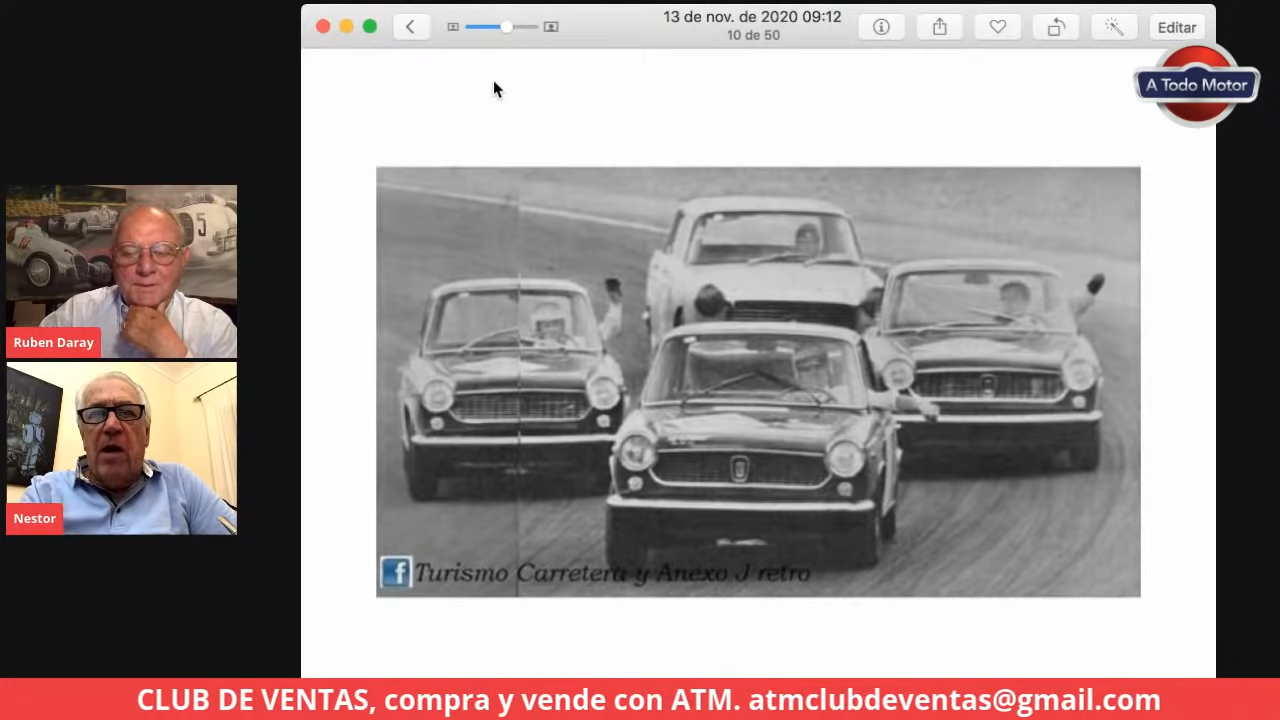 13 de nov. de 2020 09:12
10 de 50
Editar
A Todo Motor
5
Ruben Daray
Nestor
Turismo Carretera y Anexo J retro
CLUB DE VENTAS, compra y vende con ATM. atmclubdeventas@gmail.com